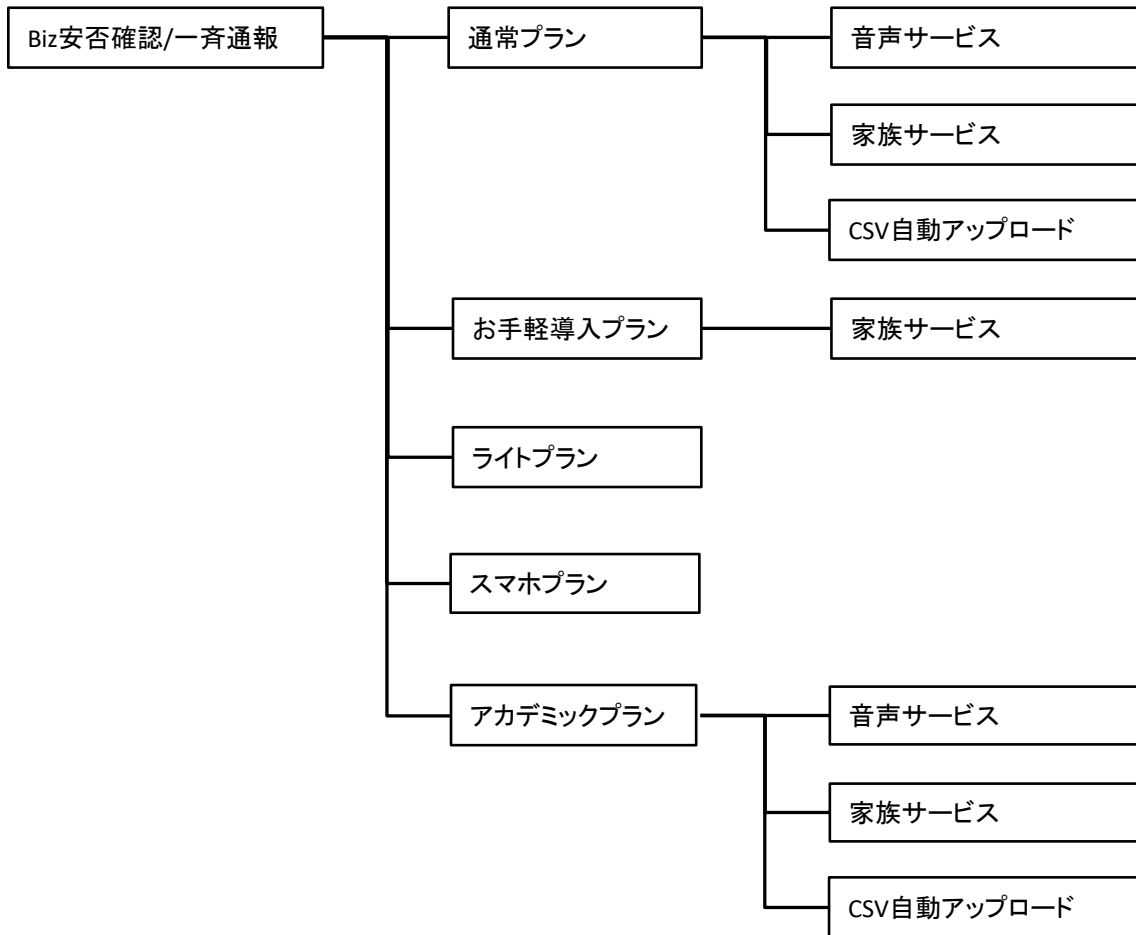 Biz安否確認/一斉通報
通常プラン
音声サービス
家族サービス
CSV自動アップロード
お手軽導入プラン
家族サービス
ライトプラン
スマホプラン
アカデミックプラン
音声サービス
家族サービス
CSV自動アップロード